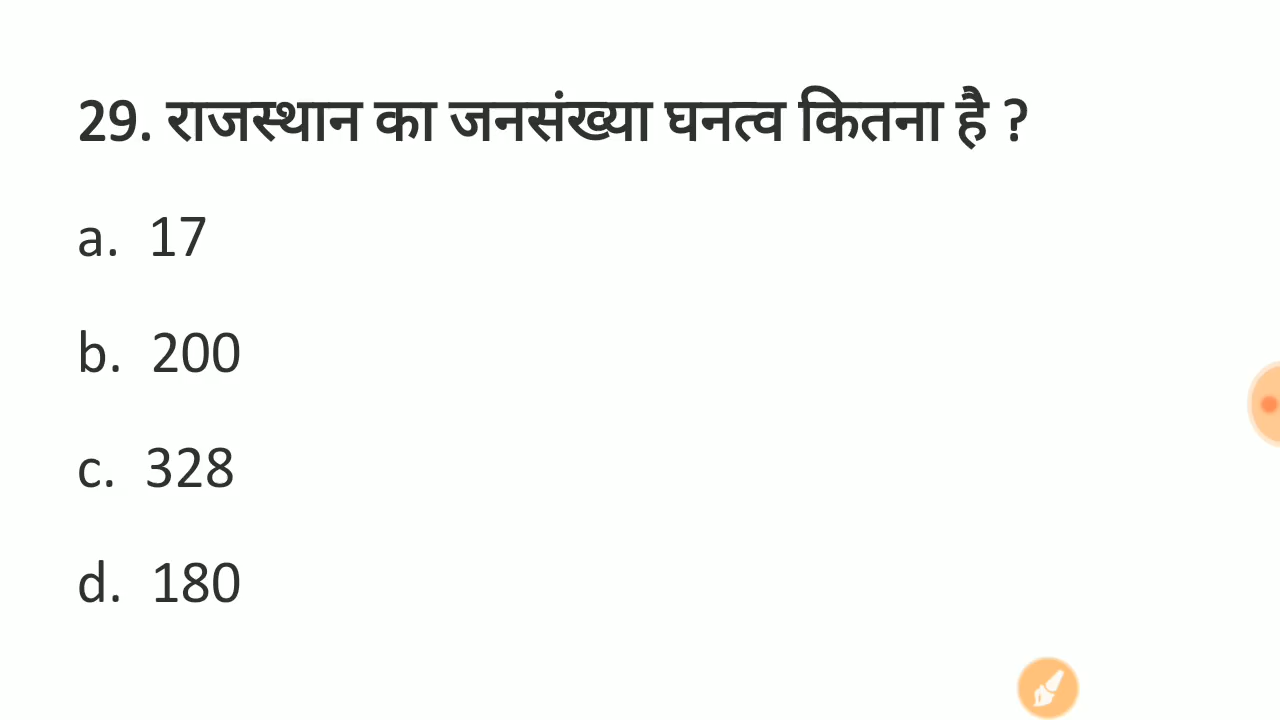 29. राजस्थान का जनसंख्या घनत्व कितना है ?
a. 17
b. 200
c. 328
d. 180